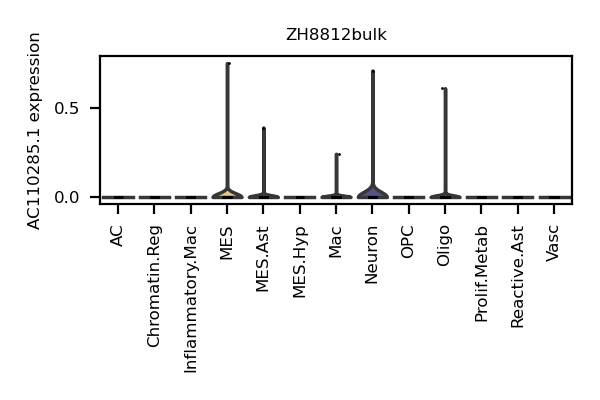 ZH8812bulk
AC110285.1 expression
0.5
0.0
AC
Chromatin.Reg
Inflammatory.Mac
MES
MES.Ast
MES.Hyp
Mac
Neuron
OPC
Oligo
Prolif.Metab
Reactive.Ast
Vasc